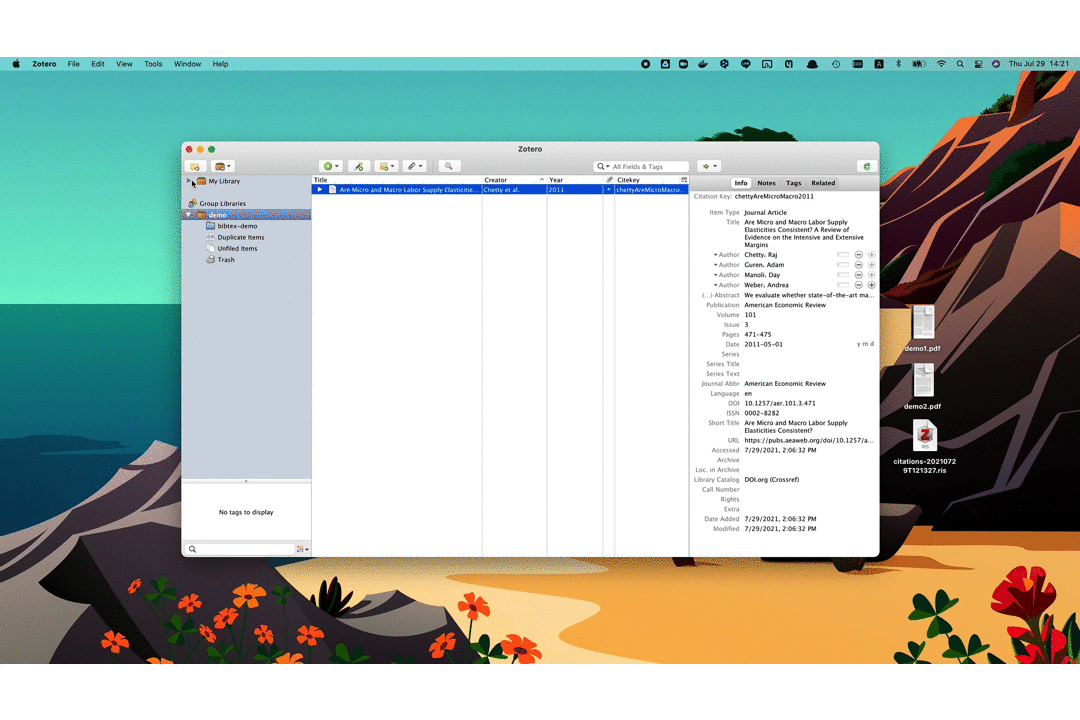 Zotero File Edit View Tools Window Help
Thu Jul 29 14:21
Zotero
All Fields & Tags
My Library
Group Libraries
demo
bibtex-demo
Duplicate Items
Unfiled Items
Trash
No tags to display
Title Creator Year Citekey
Are Micro and Macro Labor Supply Elasticitie... Chetty et al. 2011 chettyAreMicroMacro...
Info Notes Tags Related
Citation Key: chettyAreMicroMacro2011
Item Type Journal Article
Title Are Micro and Macro Labor Supply
Elasticities Consistent? A Review of
Evidence on the Intensive and Extensive
Margins
Author Chetty, Raj
Author Guren, Adam
Author Manoli, Day
Author Weber, Andrea
(...) Abstract We evaluate whether state-of-the-art ma...
Publication American Economic Review
Volume 101
Issue 3
Pages 471-475
Date 2011-05-01 y m d
Series
Series Title
Series Text
Journal Abbr American Economic Review
Language en
DOI 10.1257/aer.101.3.471
ISSN 0002-8282
Short Title Are Micro and Macro Labor Supply
Elasticities Consistent?
URL https://pubs.aeaweb.org/doi/10.1257/a...
Accessed 7/29/2021, 2:06:32 PM
Archive
Loc. in Archive
Library Catalog DOI.org (Crossref)
Call Number
Rights
Extra
Date Added 7/29/2021, 2:06:32 PM
Modified 7/29/2021, 2:06:32 PM
demo1.pdf
demo2.pdf
Z
RIS
citations-2021072
9T121327.ris